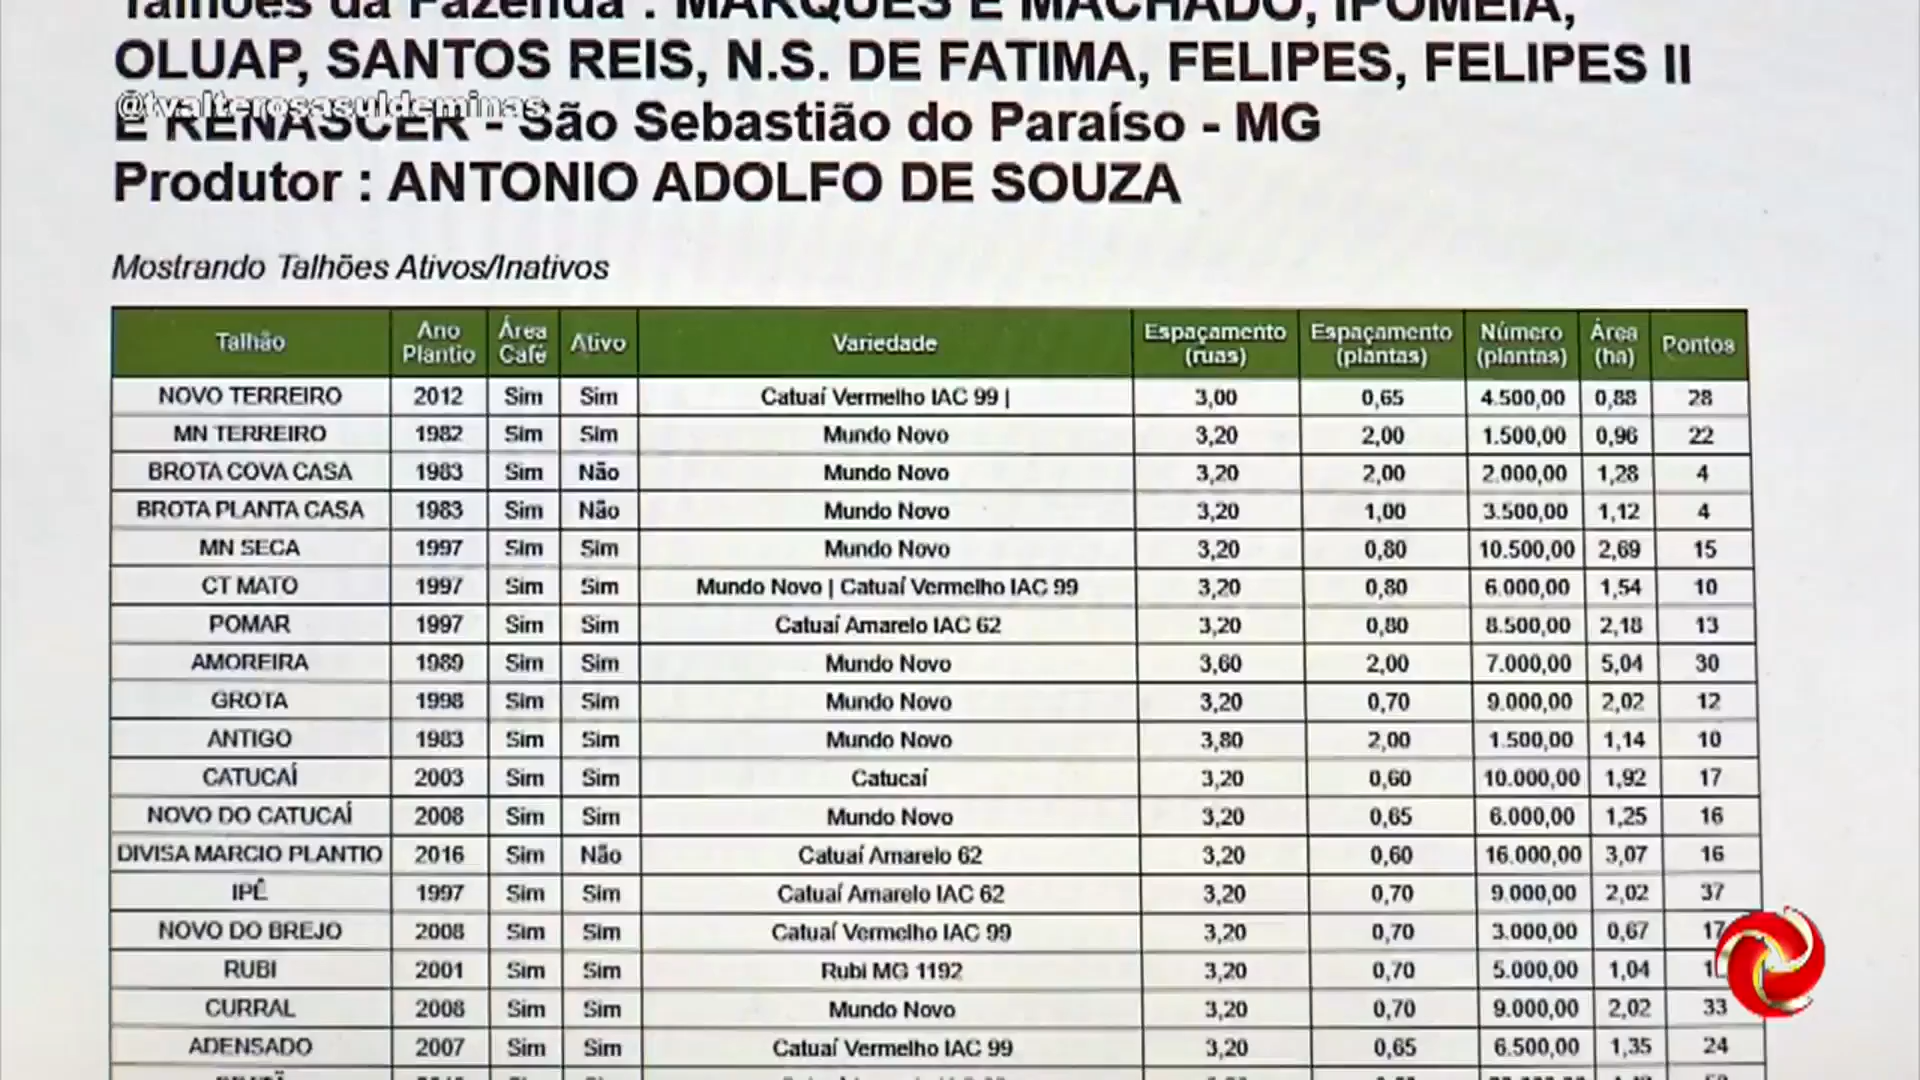 Talhões da Fazenda : MARQUES E MACHADO, IPOMEIA,
OLUAP, SANTOS REIS, N.S. DE FATIMA, FELIPES, FELIPES II
@tvalterosasuldeminas
E RENASCER - São Sebastião do Paraíso - MG
Produtor : ANTONIO ADOLFO DE SOUZA
Mostrando Talhões Ativos/Inativos
Talhão Ano Plantio Área Café Ativo Variedade Espaçamento (ruas) Espaçamento (plantas) Número (plantas) Área (ha) Pontos
NOVO TERREIRO 2012 Sim Sim Catuaí Vermelho IAC 99 | 3,00 0,65 4.500,00 0,88 28
MN TERREIRO 1982 Sim Sim Mundo Novo 3,20 2,00 1.500,00 0,96 22
BROTA COVA CASA 1983 Sim Não Mundo Novo 3,20 2,00 2.000,00 1,28 4
BROTA PLANTA CASA 1983 Sim Não Mundo Novo 3,20 1,00 3.500,00 1,12 4
MN SECA 1997 Sim Sim Mundo Novo 3,20 0,80 10.500,00 2,69 15
CT MATO 1997 Sim Sim Mundo Novo | Catuaí Vermelho IAC 99 3,20 0,80 6.000,00 1,54 10
POMAR 1997 Sim Sim Catuaí Amarelo IAC 62 3,20 0,80 8.500,00 2,18 13
AMOREIRA 1989 Sim Sim Mundo Novo 3,60 2,00 7.000,00 5,04 30
GROTA 1998 Sim Sim Mundo Novo 3,20 0,70 9.000,00 2,02 12
ANTIGO 1983 Sim Sim Mundo Novo 3,80 2,00 1.500,00 1,14 10
CATUCAÍ 2003 Sim Sim Catucaí 3,20 0,60 10.000,00 1,92 17
NOVO DO CATUCAÍ 2008 Sim Sim Mundo Novo 3,20 0,65 6.000,00 1,25 16
DIVISA MARCIO PLANTIO 2016 Sim Não Catuaí Amarelo 62 3,20 0,60 16.000,00 3,07 16
IPÊ 1997 Sim Sim Catuaí Amarelo IAC 62 3,20 0,70 9.000,00 2,02 37
NOVO DO BREJO 2008 Sim Sim Catuaí Vermelho IAC 99 3,20 0,70 3.000,00 0,67 17
RUBI 2001 Sim Sim Rubi MG 1192 3,20 0,70 5.000,00 1,04
CURRAL 2008 Sim Sim Mundo Novo 3,20 0,70 9.000,00 2,02 33
ADENSADO 2007 Sim Sim Catuaí Vermelho IAC 99 3,20 0,65 6.500,00 1,35 24